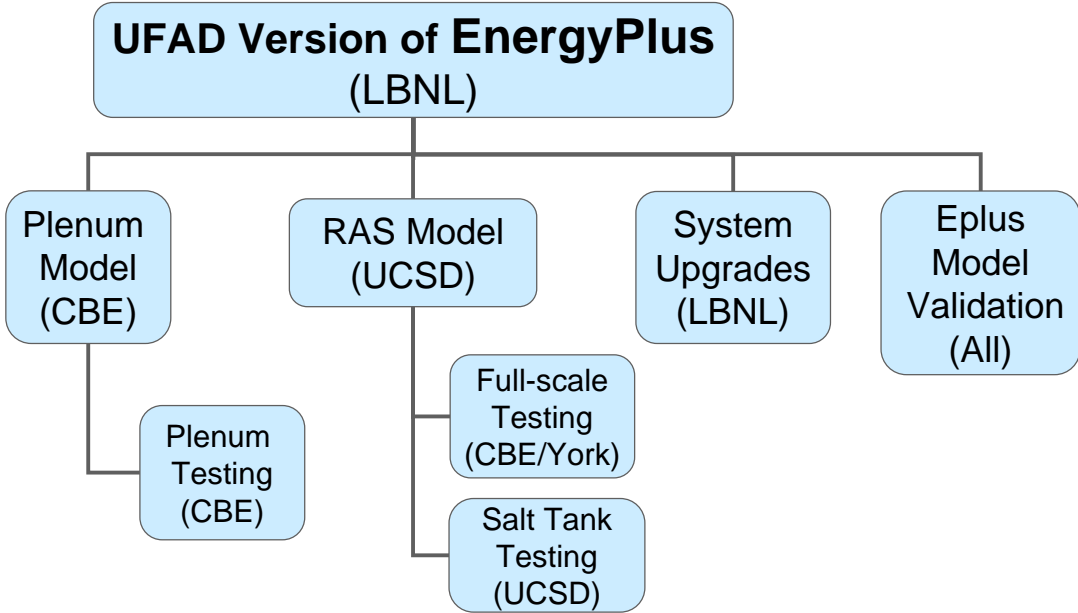 UFAD Version of EnergyPlus
(LBNL)
Plenum
Model
(CBE)
RAS Model
(UCSD)
System
Upgrades
(LBNL)
Eplus
Model
Validation
(All)
Plenum
Testing
(CBE)
Full-scale
Testing
(CBE/York)
Salt Tank
Testing
(UCSD)